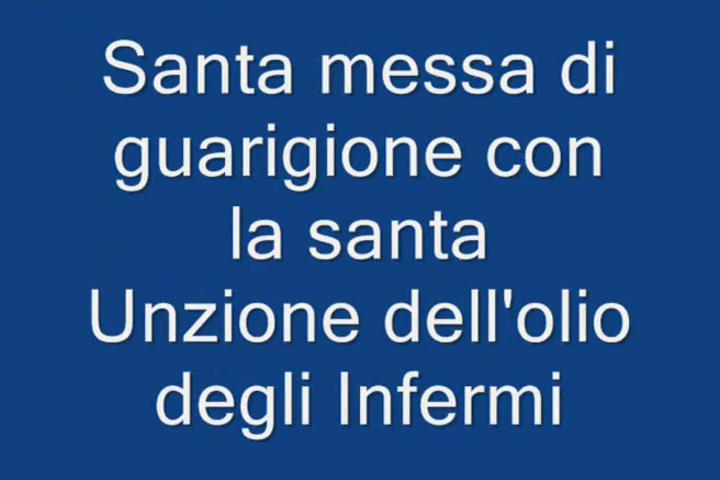 Santa messa di
guarigione con
la santa
Unzione dell'olio
degli Infermi